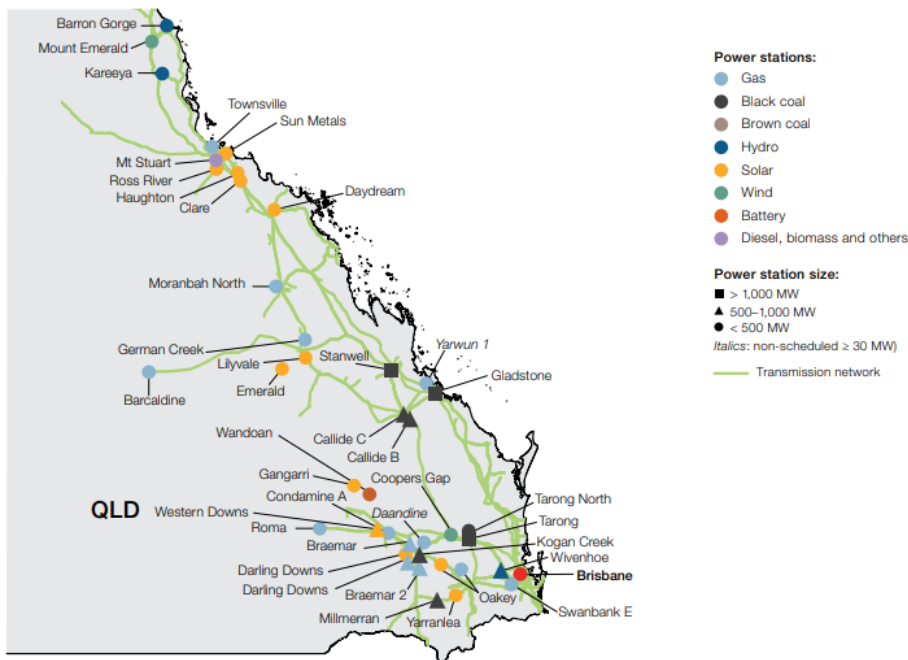 Barron Gorge
Mount Emerald
Kareeya
Townsville
Sun Metals
Mt Stuart
Ross River
Haughton
Clare
Daydream
Moranbah North
German Creek
Lilyvale
Stanwell
Yarwun 1
Gladstone
Barcaldine
Emerald
Callide C
Callide B
Wandoan
Gangarri
Coopers Gap
Condamine A
QLD
Western Downs
Daandine
Tarong North
Tarong
Roma
Braemar
Kogan Creek
Wivenhoe
Darling Downs
Brisbane
Darling Downs
Braemar 2
Oakey
Swanbank E
Millmerran
Yarranlea
Power stations:
Gas
Black coal
Brown coal
Hydro
Solar
Wind
Battery
Diesel, biomass and others
Power station size:
> 1,000 MW
500–1,000 MW
< 500 MW
Italics: non-scheduled ≥ 30 MW)
Transmission network